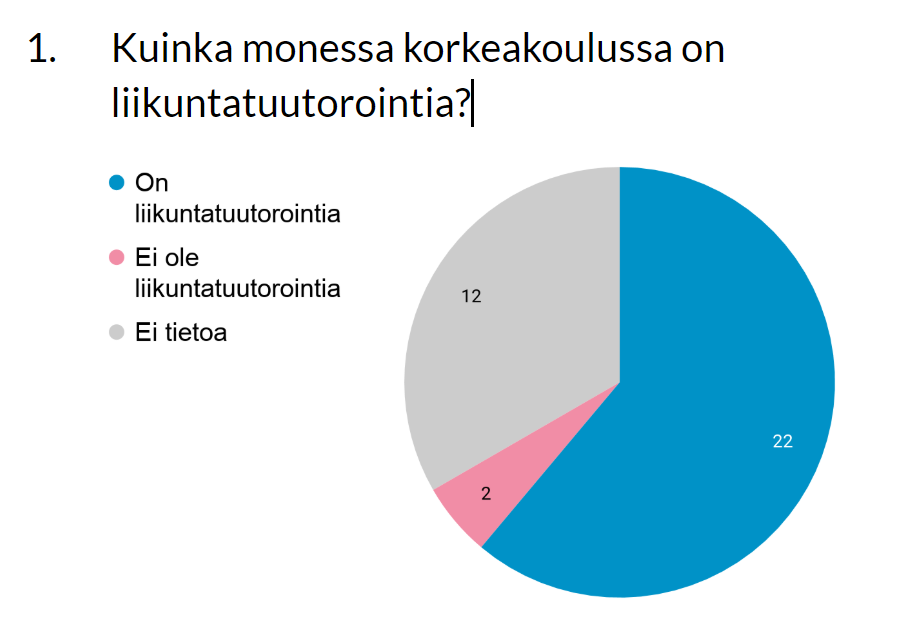 1. Kuinka monessa korkeakoulussa on
liikuntatuutorointia?
On
liikuntatuutorointia
Ei ole
liikuntatuutorointia
Ei tietoa
12
22
2